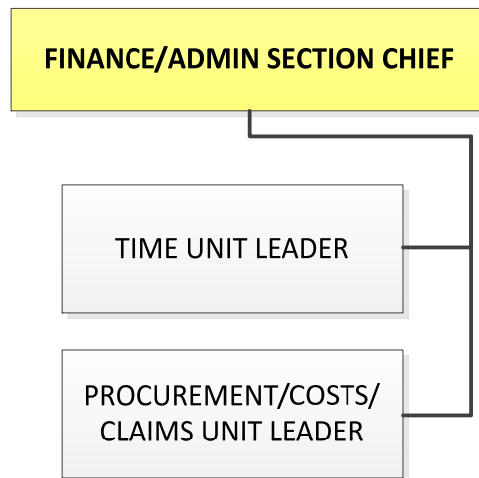 FINANCE/ADMIN SECTION CHIEF
TIME UNIT LEADER
PROCUREMENT/COSTS/
CLAIMS UNIT LEADER